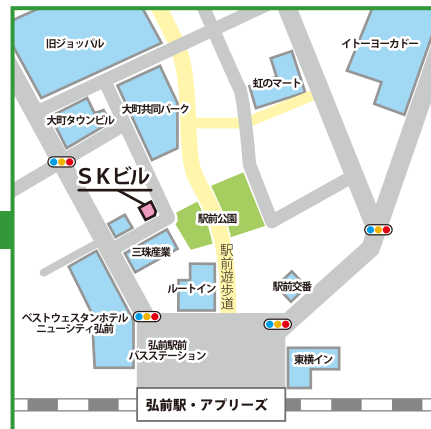 旧ジョッパル
イトーヨーカドー
虹のマート
大町共同パーク
大町タウンビル
ＳＫビル
駅前公園
三珠産業
駅前遊歩道
ルートイン
駅前交番
ベストウェスタンホテル
ニューシティ弘前
弘前駅前
バスステーション
東横イン
弘前駅・アプリーズ